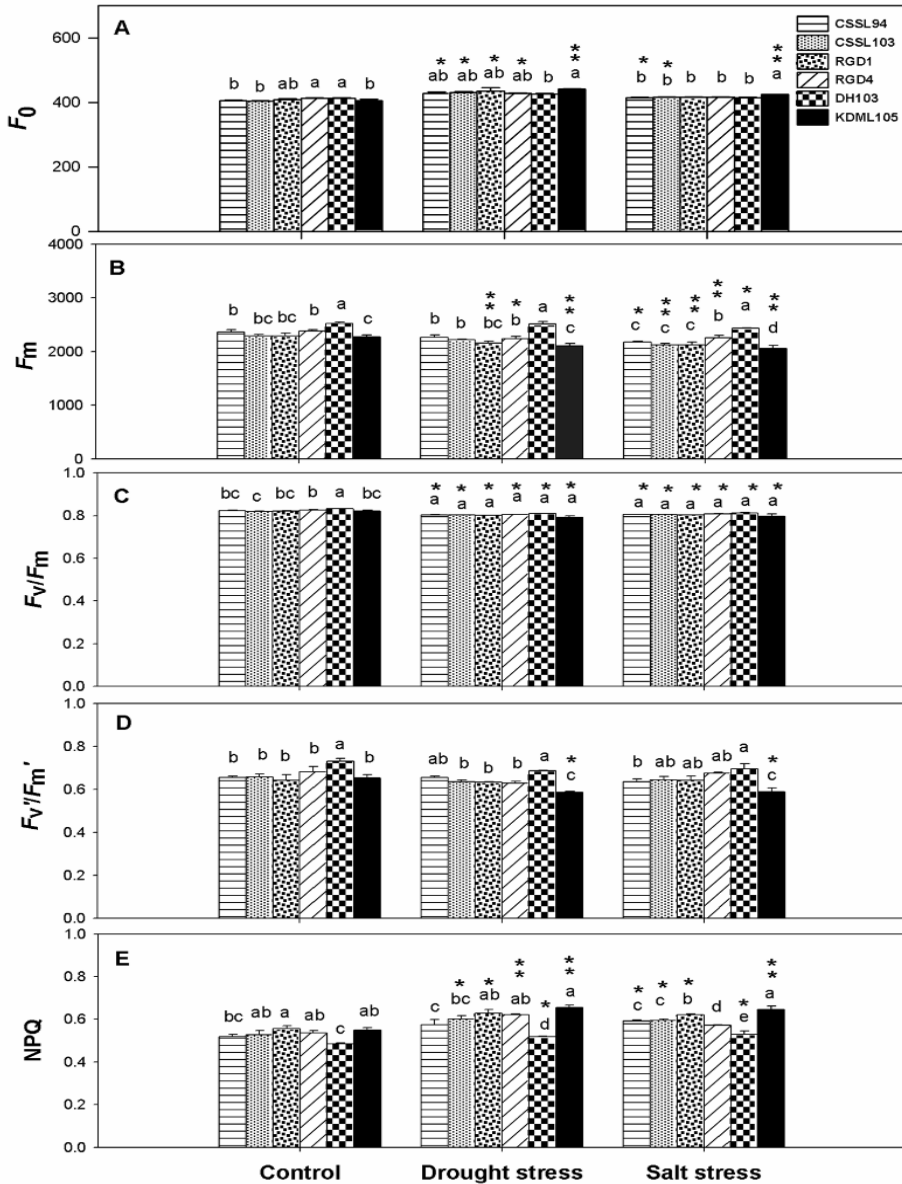 A
600
400
200
0
F0
b b ab a a b
* * * * * *
ab ab ab ab b a
* * * *
b b b b b a
CSSL94
CSSL103
RGD1
RGD4
DH103
KDML105
B
4000
3000
2000
1000
0
Fm
b bc bc b a c
* * * * *
b b bc b a c
* * * * * * * * * *
c c c b a d
C
1.0
0.8
0.6
0.4
0.2
0.0
Fv/Fm
bc c bc b a bc
* * * * * *
a a a a a a
* * * * * *
a a a a a a
D
1.0
0.8
0.6
0.4
0.2
0.0
Fv'/Fm'
b b b b a b
*
ab b b b a c
*
b ab ab ab a c
E
1.0
0.8
0.6
0.4
0.2
0.0
NPQ
bc ab a ab c ab
* * * * * * *
c bc ab ab d a
* * * * * *
c c b d e a
Control Drought stress Salt stress